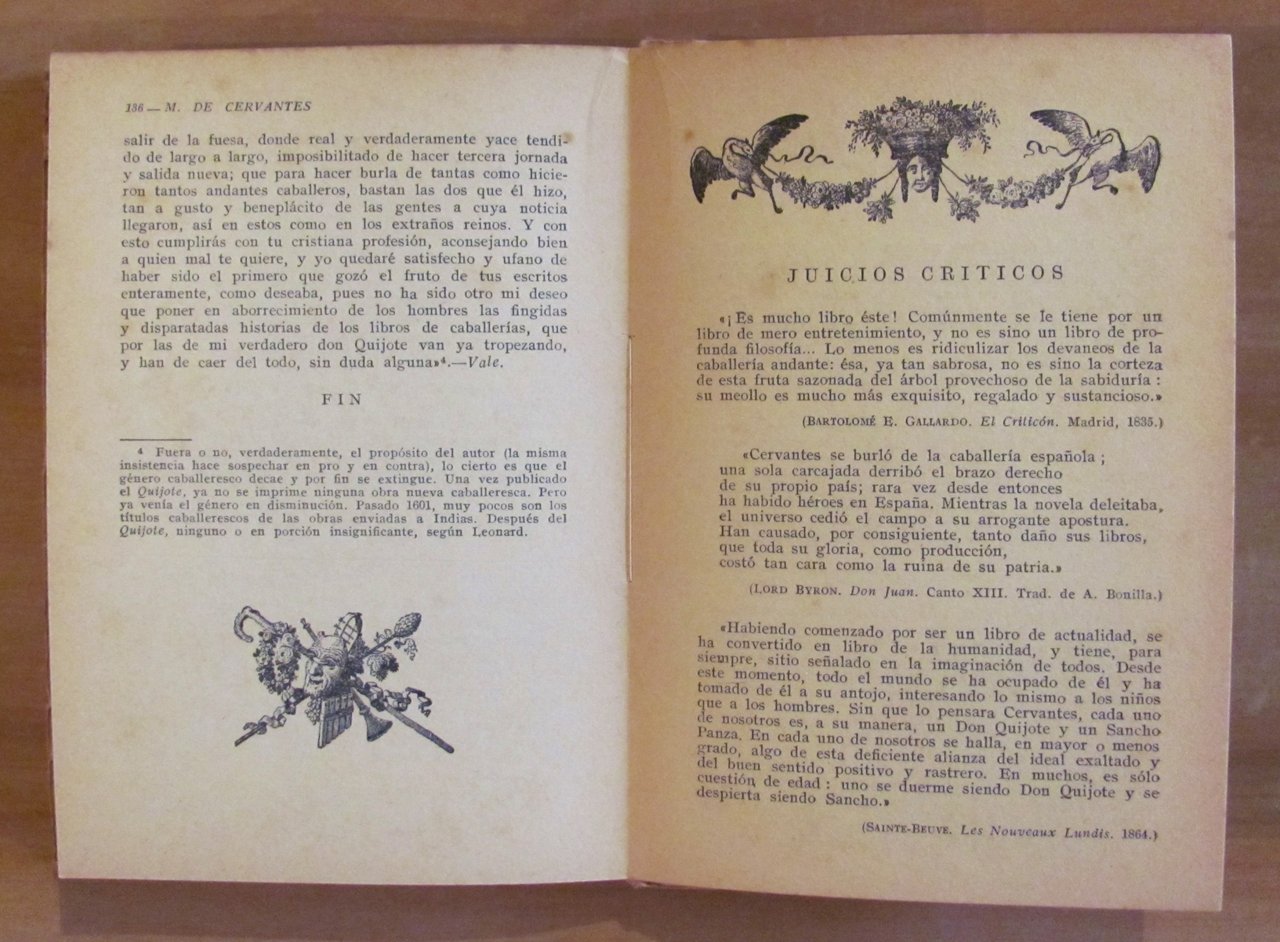 136 — M. DE CERVANTES
salir de la fuesa, donde real y verdaderamente yace tendi-
do de largo a largo, imposibilitado de hacer tercera jornada
y salida nueva; que para hacer burla de tantas como hicie-
ron tantos andantes caballeros, bastan las dos que él hizo,
tan a gusto y beneplácito de las gentes a cuya noticia
llegaron, así en estos como en los extraños reinos. Y con
esto cumplirás con tu cristiana profesión, aconsejando bien
a quien mal te quiere, y yo quedaré satisfecho y ufano de
haber sido el primero que gozó el fruto de tus escritos
enteramente, como deseaba, pues no ha sido otro mi deseo
que poner en aborrecimiento de los hombres las fingidas
y disparatadas historias de los libros de caballerías, que
por las de mi verdadero don Quijote van ya tropezando,
y han de caer del todo, sin duda alguna»⁴.—Vale.
FIN
⁴ Fuera o no, verdaderamente, el propósito del autor (la misma
insistencia hace sospechar en pro y en contra), lo cierto es que el
género caballeresco decae y por fin se extingue. Una vez publicado
el Quijote, ya no se imprime ninguna obra nueva caballeresca. Pero
ya venía el género en disminución. Pasado 1601, muy pocos son los
títulos caballerescos de las obras enviadas a Indias. Después del
Quijote, ninguno o en porción insignificante, según Leonard.
JUICIOS CRITICOS
«¡Es mucho libro éste! Comúnmente se le tiene por un
libro de mero entretenimiento, y no es sino un libro de pro-
funda filosofía... Lo menos es ridiculizar los devaneos de la
caballería andante: ésa, ya tan sabrosa, no es sino la corteza
de esta fruta sazonada del árbol provechoso de la sabiduría:
su meollo es mucho más exquisito, regalado y sustancioso.»
(BARTOLOMÉ E. GALLARDO. El Criticón. Madrid, 1835.)
«Cervantes se burló de la caballería española;
una sola carcajada derribó el brazo derecho
de su propio país; rara vez desde entonces
ha habido héroes en España. Mientras la novela deleitaba,
el universo cedió el campo a su arrogante apostura.
Han causado, por consiguiente, tanto daño sus libros,
que toda su gloria, como producción,
costó tan cara como la ruina de su patria.»
(LORD BYRON. Don Juan. Canto XIII. Trad. de A. Bonilla.)
«Habiendo comenzado por ser un libro de actualidad, se
ha convertido en libro de la humanidad, y tiene, para
siempre, sitio señalado en la imaginación de todos. Desde
este momento, todo el mundo se ha ocupado de él y ha
tomado de él a su antojo, interesando lo mismo a los niños
que a los hombres. Sin que lo pensara Cervantes, cada uno
de nosotros es, a su manera, un Don Quijote y un Sancho
Panza. En cada uno de nosotros se halla, en mayor o menos
grado, algo de esta deficiente alianza del ideal exaltado y
del buen sentido positivo y rastrero. En muchos, es sólo
cuestión de edad: uno se duerme siendo Don Quijote y se
despierta siendo Sancho.»
(SAINTE-BEUVE. Les Nouveaux Lundis. 1864.)